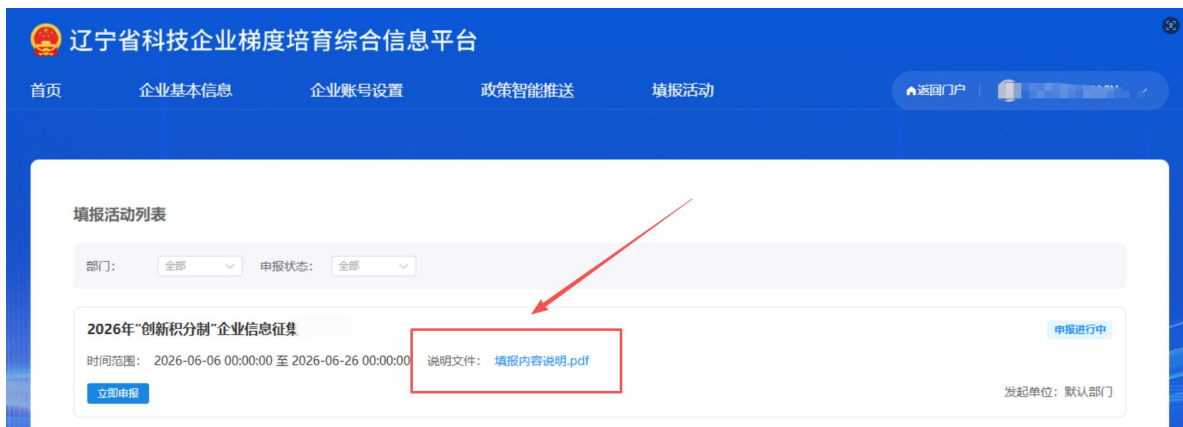 辽宁省科技企业梯度培育综合信息平台
首页 企业基本信息 企业账号设置 政策智能推送 填报活动 返回门户
填报活动列表
部门： 全部 申报状态： 全部
2026年“创新积分制”企业信息征集
申报进行中
时间范围： 2026-06-06 00:00:00 至 2026-06-26 00:00:00 说明文件： 填报内容说明.pdf
立即申报 发起单位：默认部门